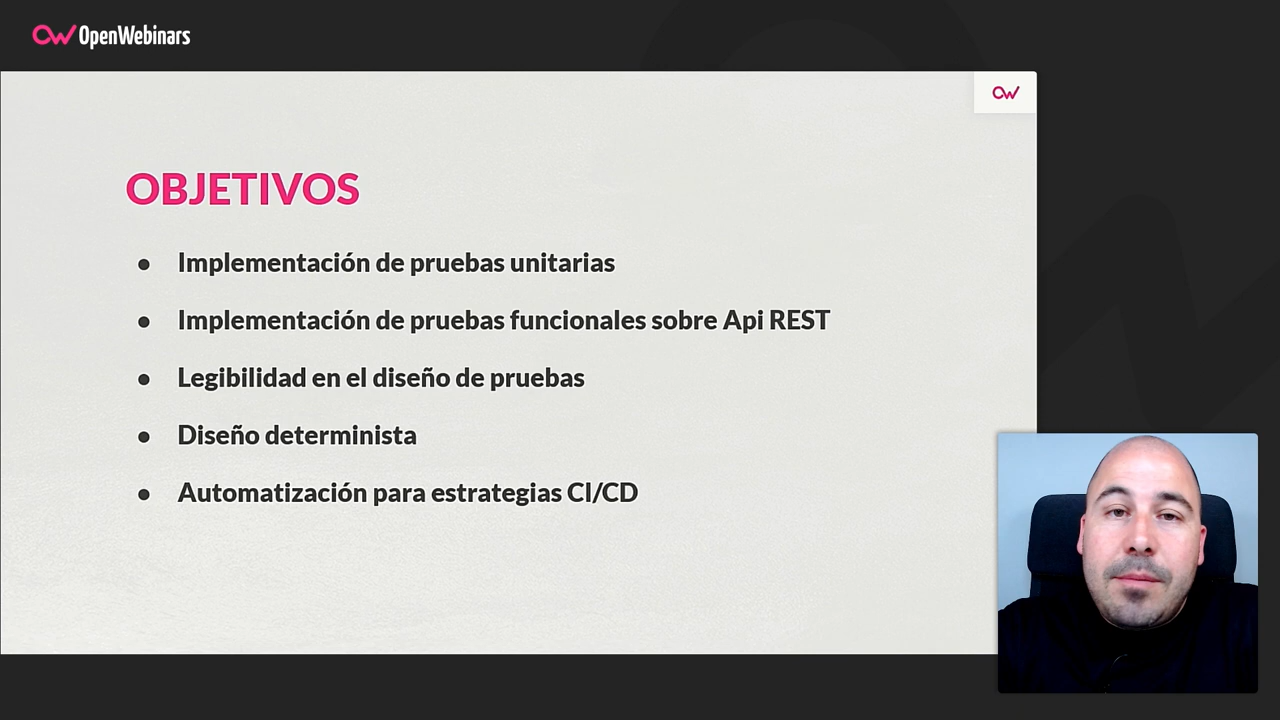 OpenWebinars
OBJETIVOS
● Implementación de pruebas unitarias
● Implementación de pruebas funcionales sobre Api REST
● Legibilidad en el diseño de pruebas
● Diseño determinista
● Automatización para estrategias CI/CD